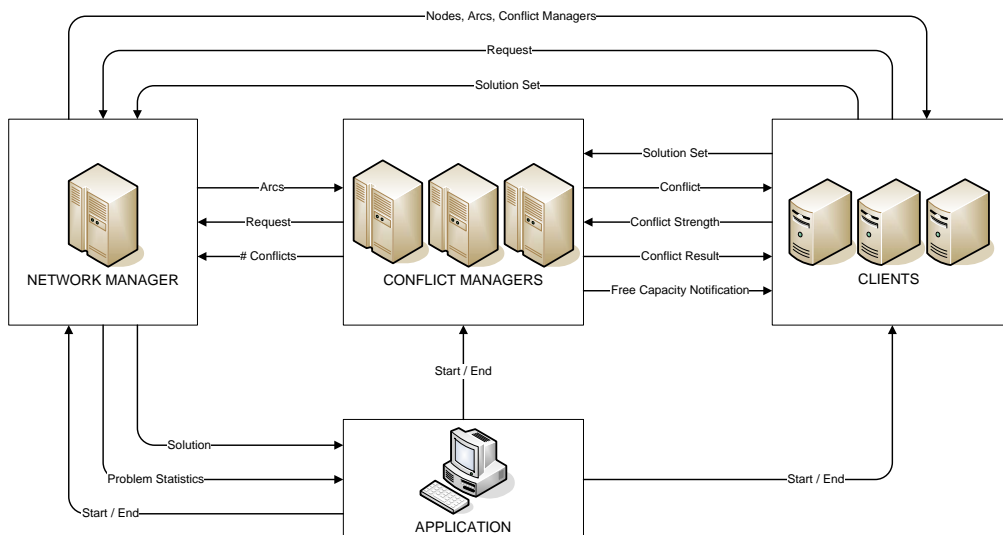 Nodes, Arcs, Conflict Managers
Request
Solution Set
Solution Set
Arcs
Conflict
Request
Conflict Strength
# Conflicts
Conflict Result
NETWORK MANAGER
CONFLICT MANAGERS
CLIENTS
Free Capacity Notification
Start / End
Solution
Problem Statistics
Start / End
Start / End
APPLICATION